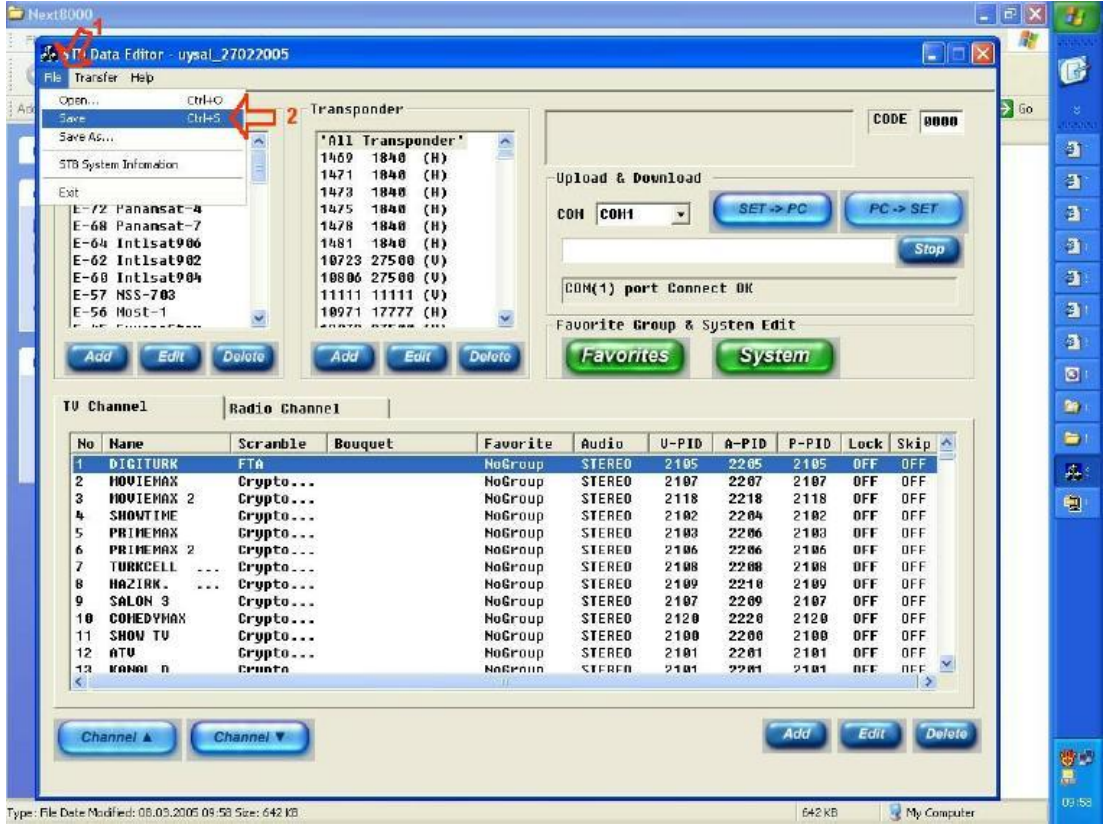 Next8000
1
STB Data Editor - uysal_27022005
File Transfer Help
Open... Ctrl+O
Save Ctrl+S
2
Save As...
STB System Infomation
Exit
E-72 Panamsat-4
E-68 Panamsat-7
E-64 Intlsat906
E-62 Intlsat902
E-60 Intlsat904
E-57 NSS-703
E-56 Most-1
Add Edit Delete
Transponder
'All Transponder'
1469 1840 (H)
1471 1840 (H)
1473 1840 (H)
1475 1840 (H)
1478 1840 (H)
1481 1840 (H)
10723 27500 (V)
10806 27500 (V)
11111 11111 (V)
10971 17777 (H)
Add Edit Delete
CODE 0000
Upload & Download
COM COM1 SET -> PC PC -> SET
Stop
COM(1) port Connect OK
Favorite Group & System Edit
Favorites System
Go
TV Channel Radio Channel
No Name Scramble Bouquet Favorite Audio V-PID A-PID P-PID Lock Skip
1 DIGITURK FTA NoGroup STEREO 2105 2205 2105 OFF OFF
2 MOVIEMAX Crypto... NoGroup STEREO 2107 2207 2107 OFF OFF
3 MOVIEMAX 2 Crypto... NoGroup STEREO 2118 2218 2118 OFF OFF
4 SHOWTIME Crypto... NoGroup STEREO 2102 2204 2102 OFF OFF
5 PRIMEMAX Crypto... NoGroup STEREO 2103 2206 2103 OFF OFF
6 PRIMEMAX 2 Crypto... NoGroup STEREO 2106 2206 2106 OFF OFF
7 TURKCELL ... Crypto... NoGroup STEREO 2108 2208 2108 OFF OFF
8 HAZIRK. ... Crypto... NoGroup STEREO 2109 2210 2109 OFF OFF
9 SALON 3 Crypto... NoGroup STEREO 2107 2209 2107 OFF OFF
10 COMEDYMAX Crypto... NoGroup STEREO 2120 2220 2120 OFF OFF
11 SHOW TV Crypto... NoGroup STEREO 2100 2200 2100 OFF OFF
12 ATV Crypto... NoGroup STEREO 2101 2201 2101 OFF OFF
13 KANAL D Crypto NoGroup STEREO 2101 2201 2101 OFF OFF
Channel ▲ Channel ▼ Add Edit Delete
Type: File Date Modified: 08.03.2005 09:58 Size: 642 KB 642 KB My Computer
09:58